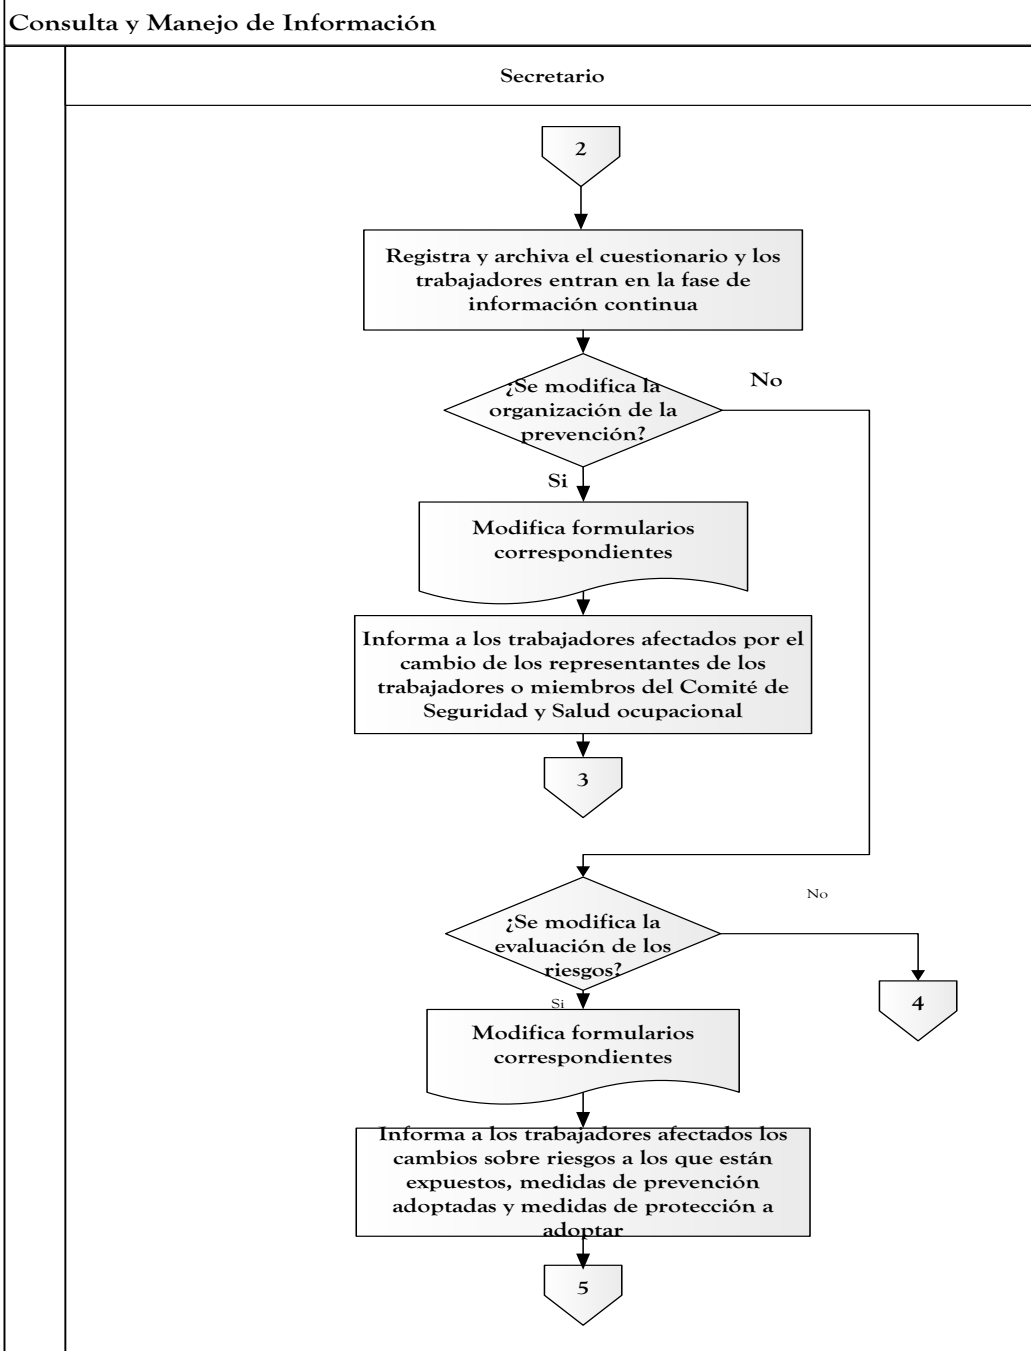 Consulta y Manejo de Información
Secretario
2
Registra y archiva el cuestionario y los
trabajadores entran en la fase de
información continua
¿Se modifica la
organización de la
prevención?
No
Si
Modifica formularios
correspondientes
Informa a los trabajadores afectados por el
cambio de los representantes de los
trabajadores o miembros del Comité de
Seguridad y Salud ocupacional
3
¿Se modifica la
evaluación de los
riesgos?
No
4
Si
Modifica formularios
correspondientes
Informa a los trabajadores afectados los
cambios sobre riesgos a los que están
expuestos, medidas de prevención
adoptadas y medidas de protección a
adoptar
5